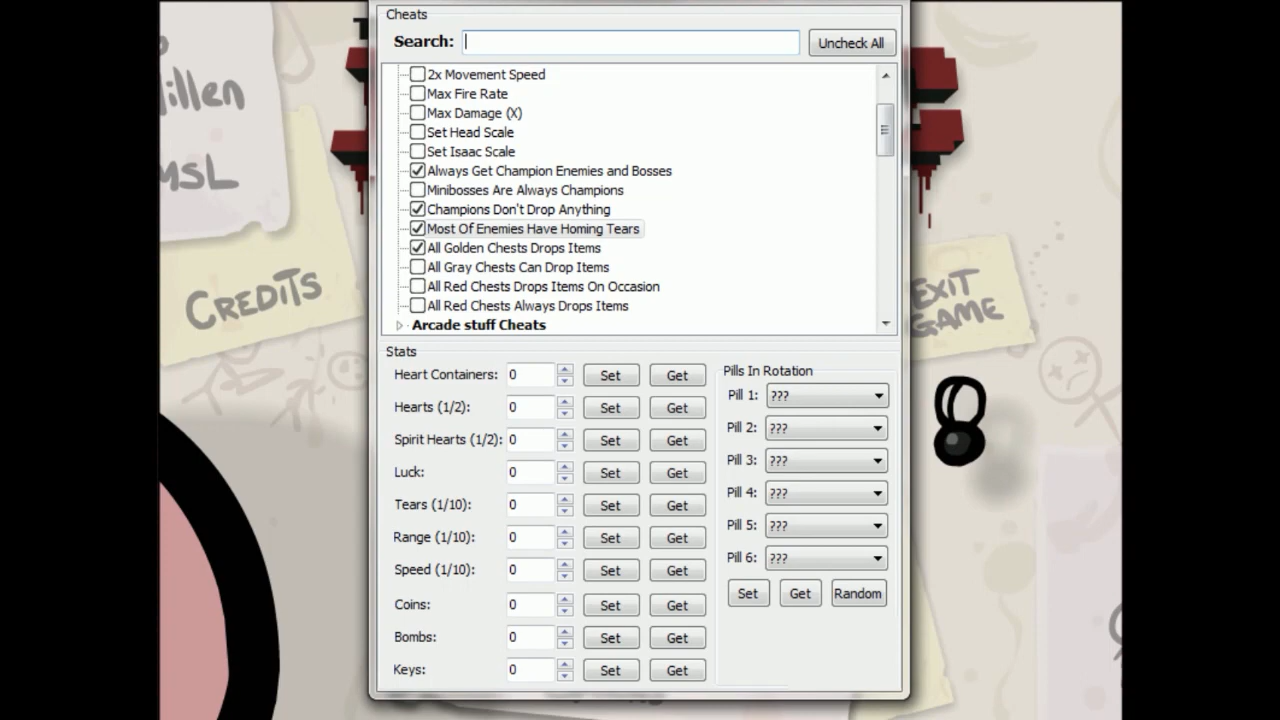 Cheats
Search:
Uncheck All
2x Movement Speed
Max Fire Rate
Max Damage (X)
Set Head Scale
Set Isaac Scale
Always Get Champion Enemies and Bosses
Minibosses Are Always Champions
Champions Don't Drop Anything
Most Of Enemies Have Homing Tears
All Golden Chests Drops Items
All Gray Chests Can Drop Items
All Red Chests Drops Items On Occasion
All Red Chests Always Drops Items
Arcade stuff Cheats
Stats
Heart Containers: 0 Set Get
Hearts (1/2): 0 Set Get
Spirit Hearts (1/2): 0 Set Get
Luck: 0 Set Get
Tears (1/10): 0 Set Get
Range (1/10): 0 Set Get
Speed (1/10): 0 Set Get
Coins: 0 Set Get
Bombs: 0 Set Get
Keys: 0 Set Get
Pills In Rotation
Pill 1: ???
Pill 2: ???
Pill 3: ???
Pill 4: ???
Pill 5: ???
Pill 6: ???
Set Get Random
CREDITS
EXIT
GAME